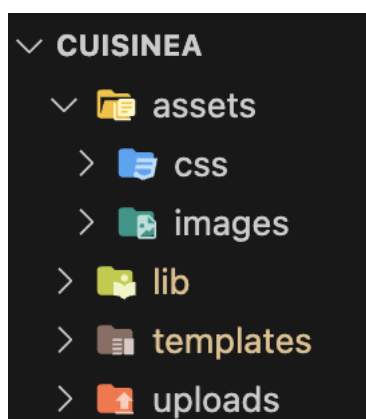 CUISINEA
assets
css
images
lib
templates
uploads